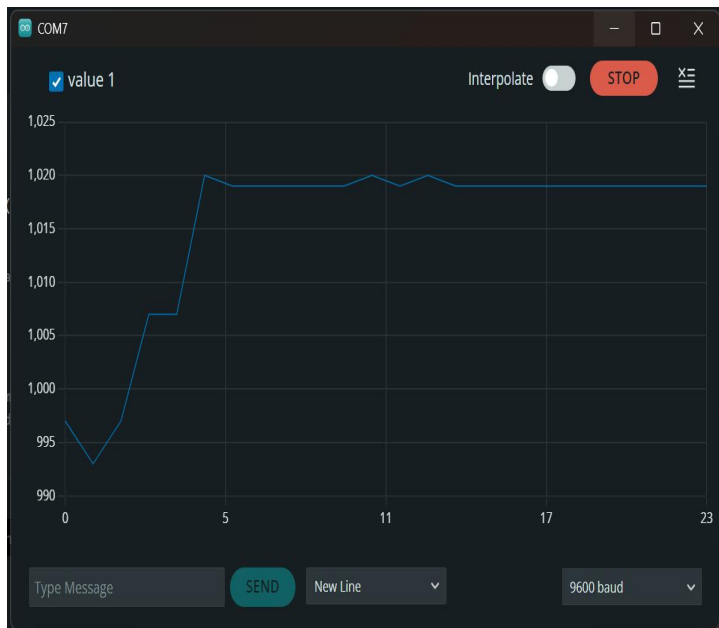 COM7
value 1
Interpolate
STOP
1,025
1,020
1,015
1,010
1,005
1,000
995
990
0 5 11 17 23
Type Message
SEND
New Line
9600 baud